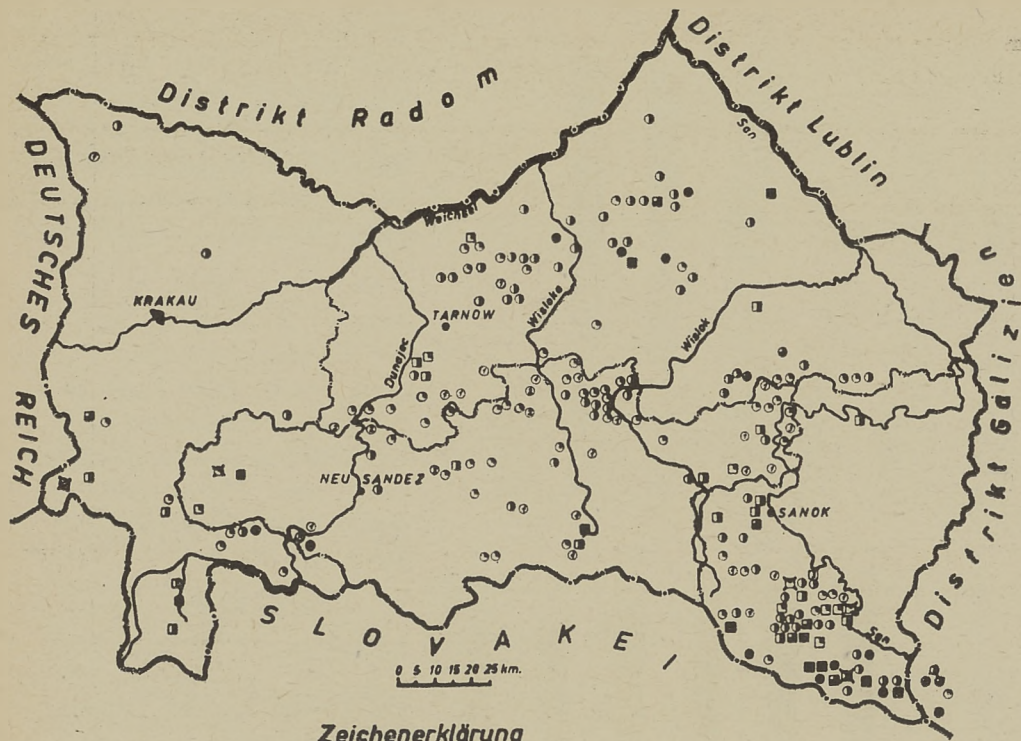 Distrikt Radom
Distrikt Lublin
DEUTSCHES REICH
San
Weichsel
KRAKAU
TARNOW
Wisloka
Wislok
Dunajec
Distrikt Galizien
NEU SANDEZ
SANOK
San
SLOVAKEI
0 5 10 15 20 25 km.
Zeichenerklärung